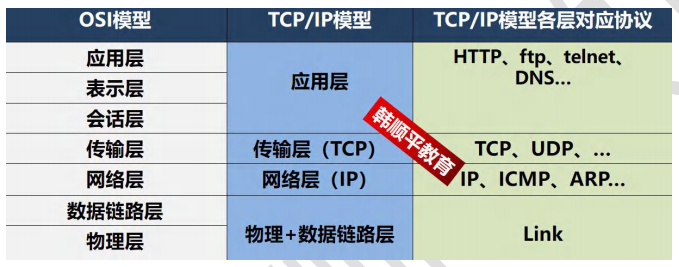 OSI模型 TCP/IP模型 TCP/IP模型各层对应协议
应用层
表示层
会话层
应用层
HTTP、ftp、telnet、
DNS...
韩顺平教育
传输层 传输层（TCP） TCP、UDP、...
网络层 网络层（IP） IP、ICMP、ARP...
数据链路层
物理层
物理+数据链路层
Link